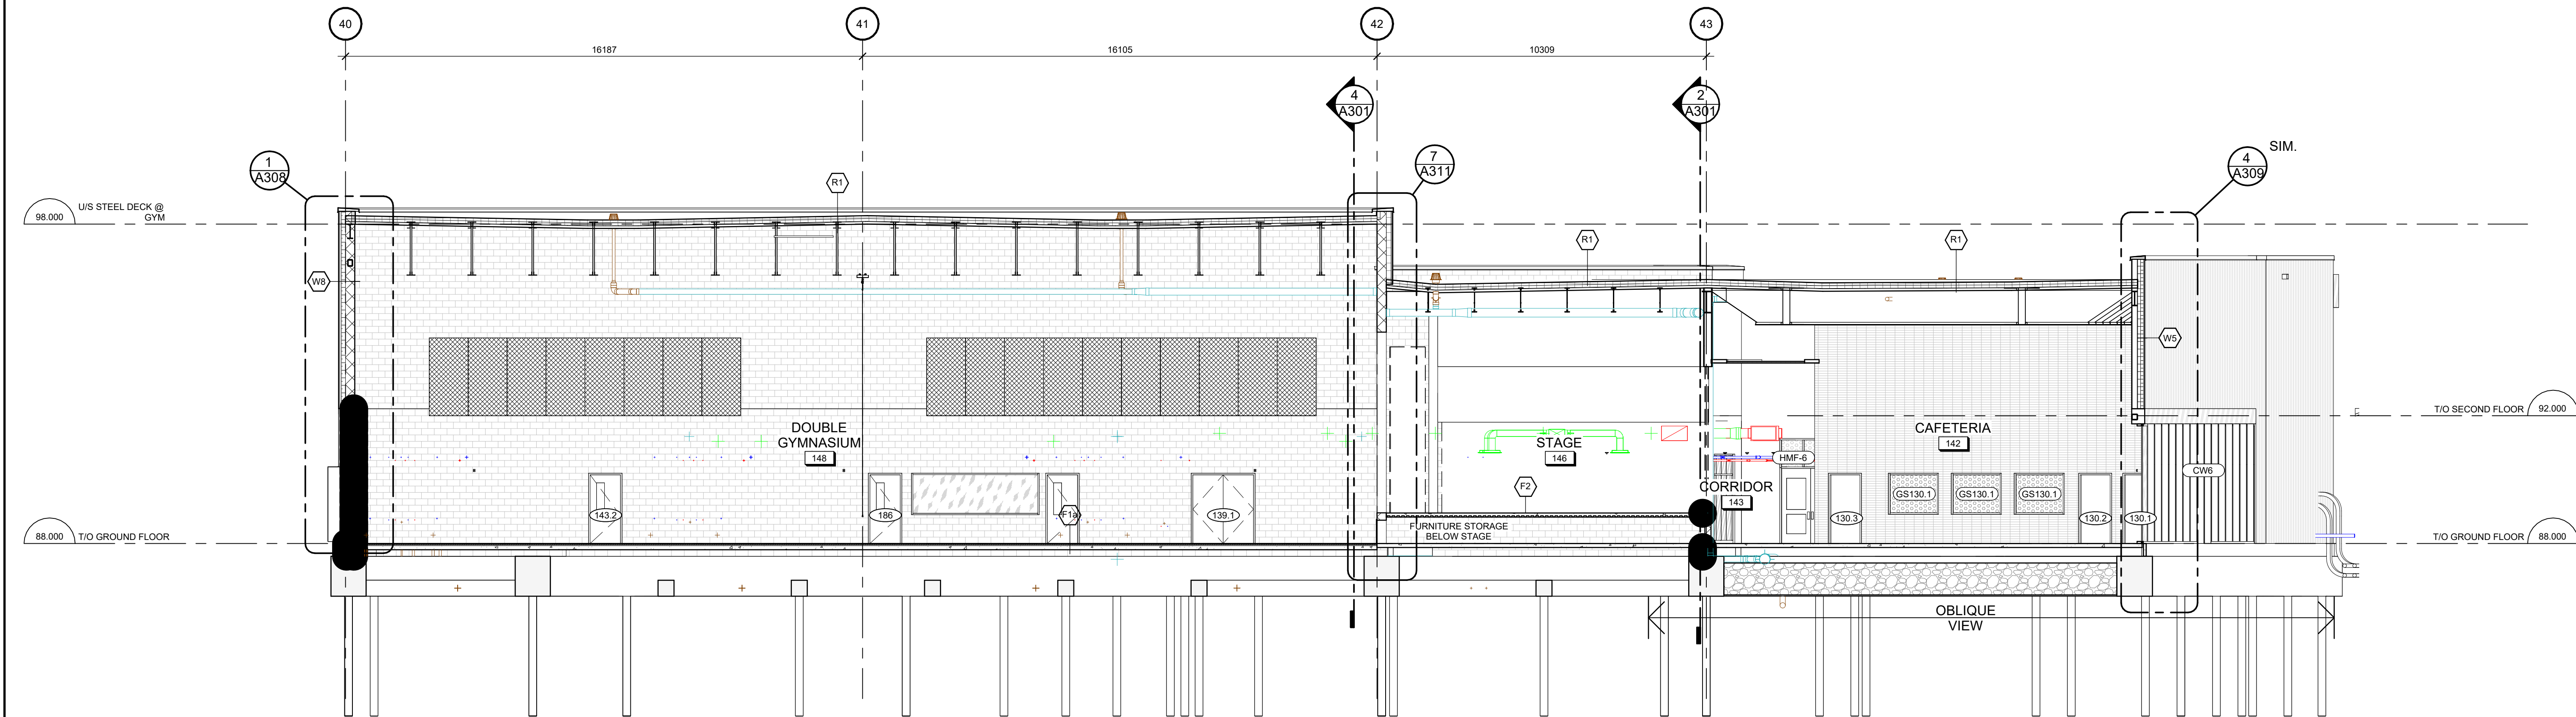 40
41
42
43
16187
16105
10309
4
A301
2
A301
1
A308
7
A311
4
A309
SIM.
R1
R1
R1
98.000
U/S STEEL DECK @
GYM
W8
W5
T/O SECOND FLOOR
92.000
DOUBLE
GYMNASIUM
148
STAGE
146
CAFETERIA
142
HMF-6
CW6
CORRIDOR
143
F2
GS130.1
GS130.1
GS130.1
143.2
186
F1a
139.1
130.3
130.2
130.1
FURNITURE STORAGE
BELOW STAGE
88.000
T/O GROUND FLOOR
T/O GROUND FLOOR
88.000
OBLIQUE
VIEW